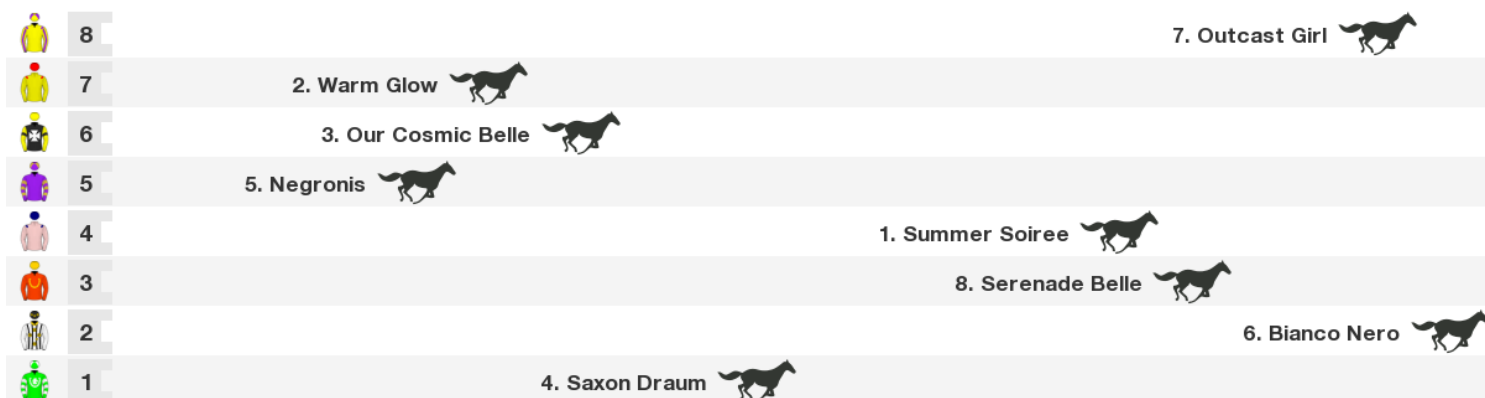 8 7. Outcast Girl
7 2. Warm Glow
6 3. Our Cosmic Belle
5 5. Negronis
4 1. Summer Soiree
3 8. Serenade Belle
2 6. Bianco Nero
1 4. Saxon Draum